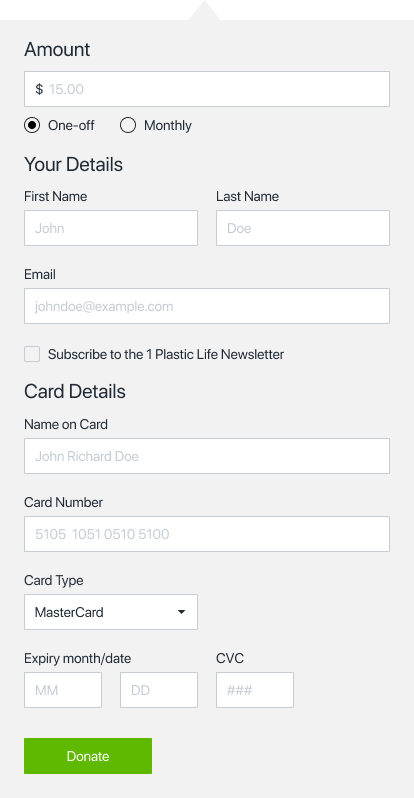 Amount
$ 15.00
One-off Monthly
Your Details
First Name Last Name
John Doe
Email
johndoe@example.com
Subscribe to the 1 Plastic Life Newsletter
Card Details
Name on Card
John Richard Doe
Card Number
5105 1051 0510 5100
Card Type
MasterCard
Expiry month/date CVC
MM DD ###
Donate